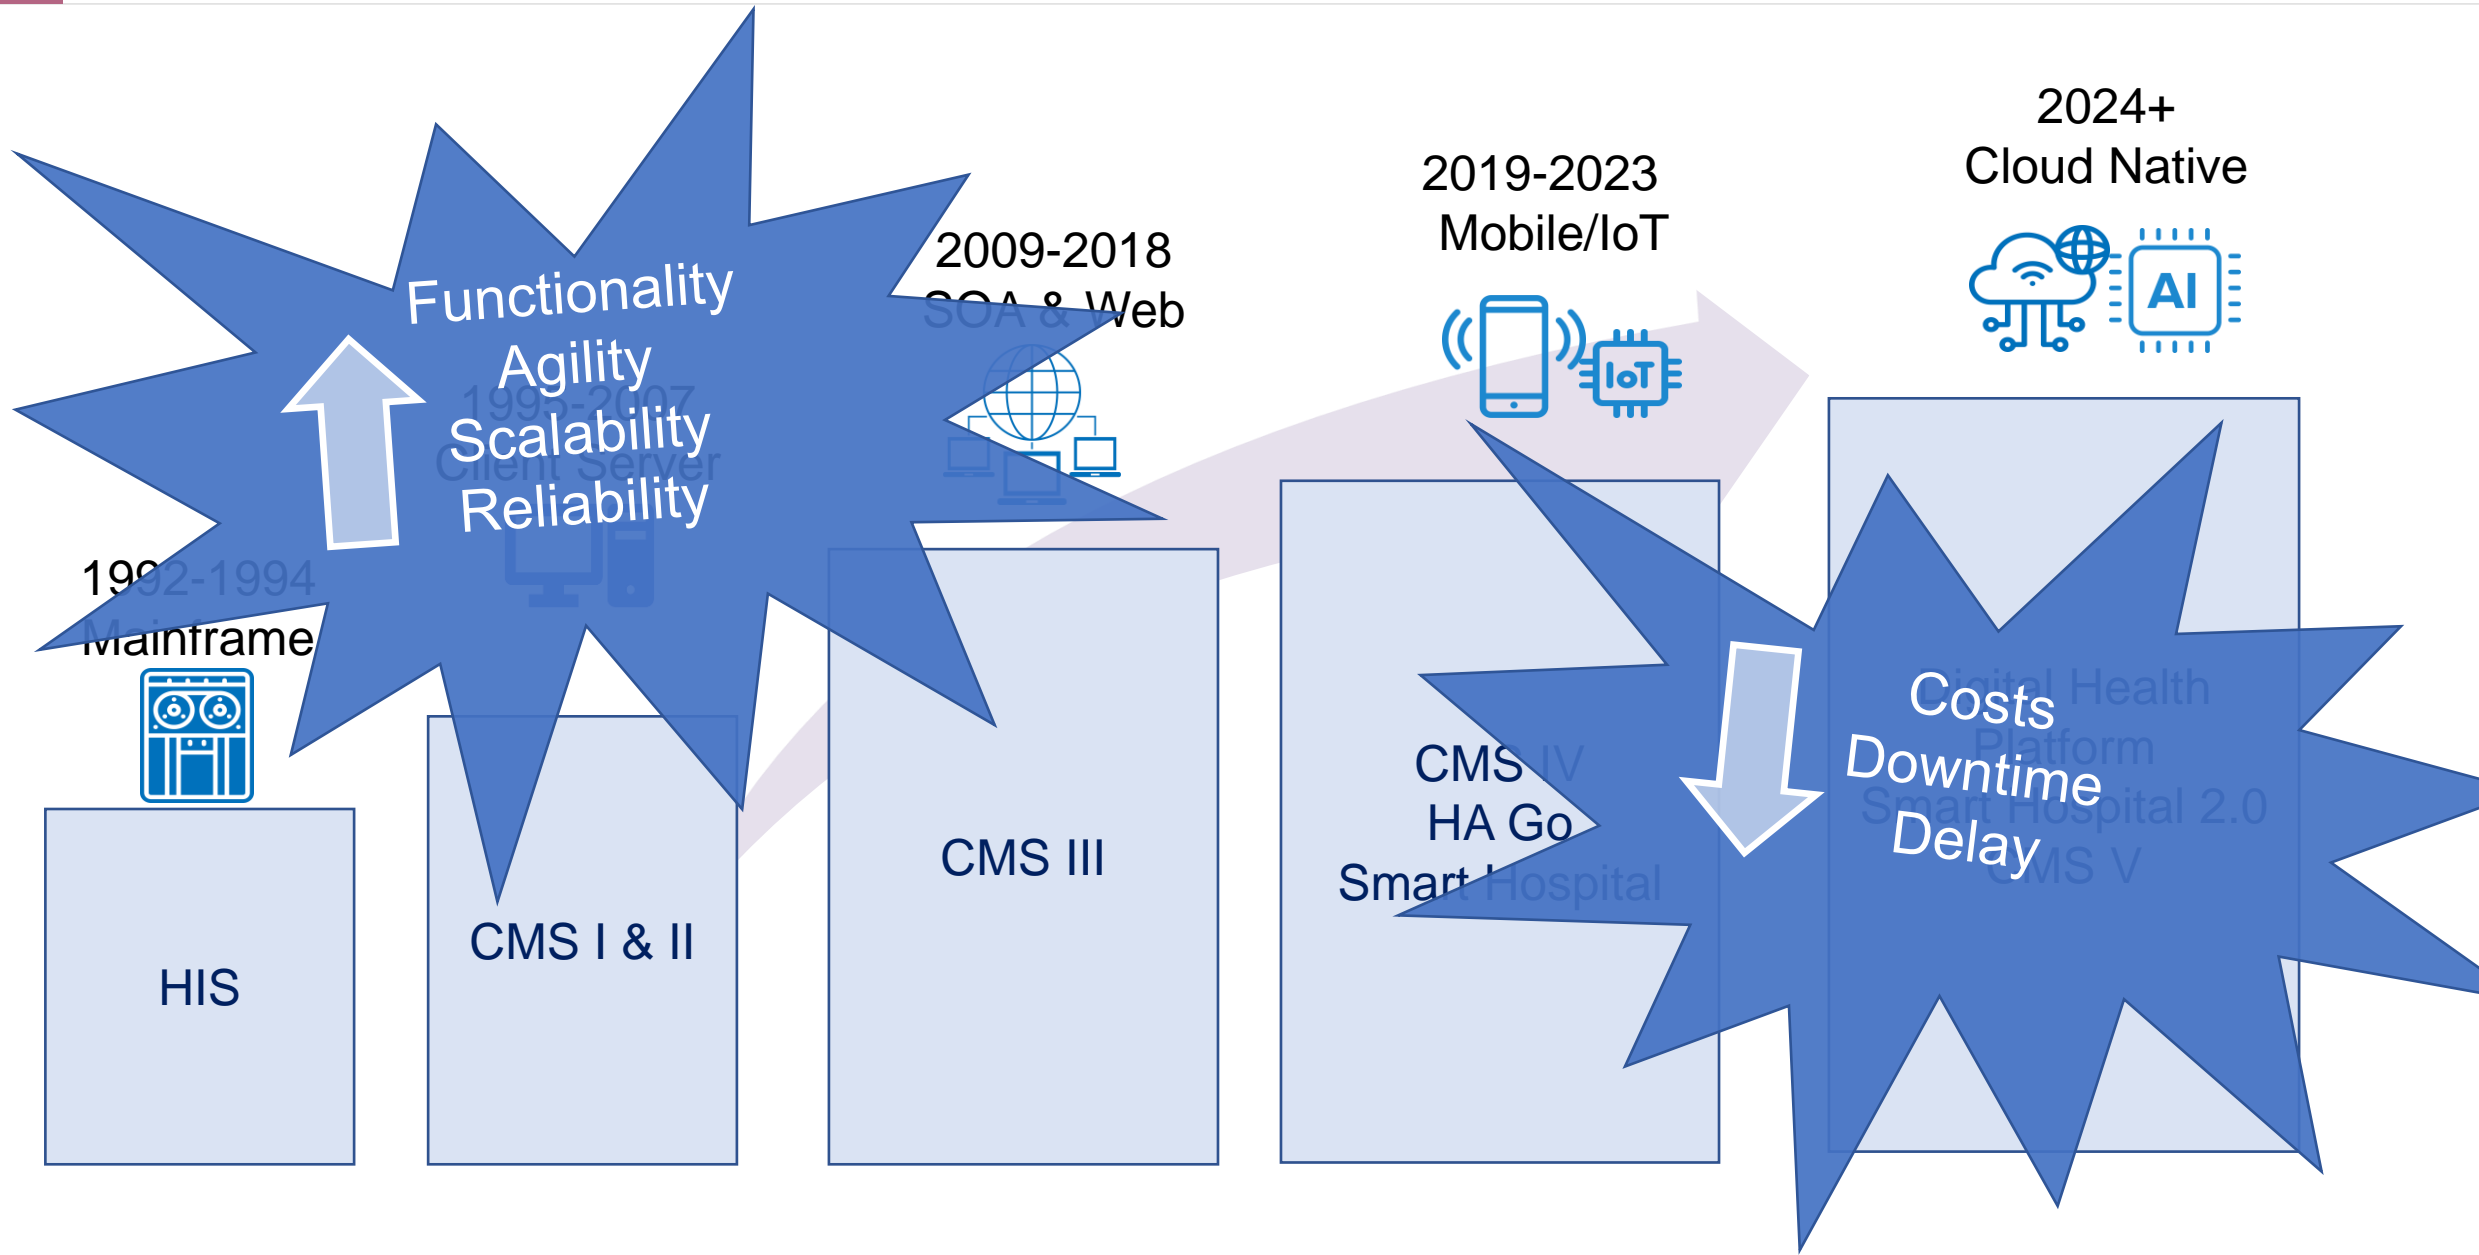 2024+
Cloud Native
AI
2019-2023
Mobile/IoT
IoT
2009-2018
SOA & Web
Functionality
Agility
Scalability
Reliability
1995-2007
Client Server
1992-1994
Mainframe
HIS
CMS I & II
CMS III
CMS IV
HA Go
Smart Hospital
Costs
Downtime
Delay
Digital Health
Platform
Smart Hospital 2.0
CMS V